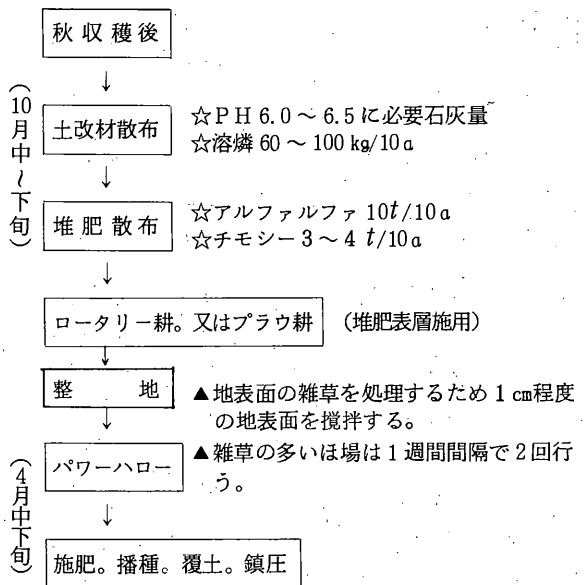 秋収穫後
(10月中～下旬)
土改材散布
☆PH 6.0～6.5に必要石灰量
☆溶燐 60～100 kg/10a
堆肥散布
☆アルファルファ 10t/10a
☆チモシー 3～4 t/10a
ロータリー耕。又はプラウ耕 (堆肥表層施用)
整 地
▲地表面の雑草を処理するため1cm程度
の地表面を撹拌する。
(4月中下旬)
パワーハロー
▲雑草の多いほ場は1週間間隔で2回行
う。
施肥。播種。覆土。鎮圧